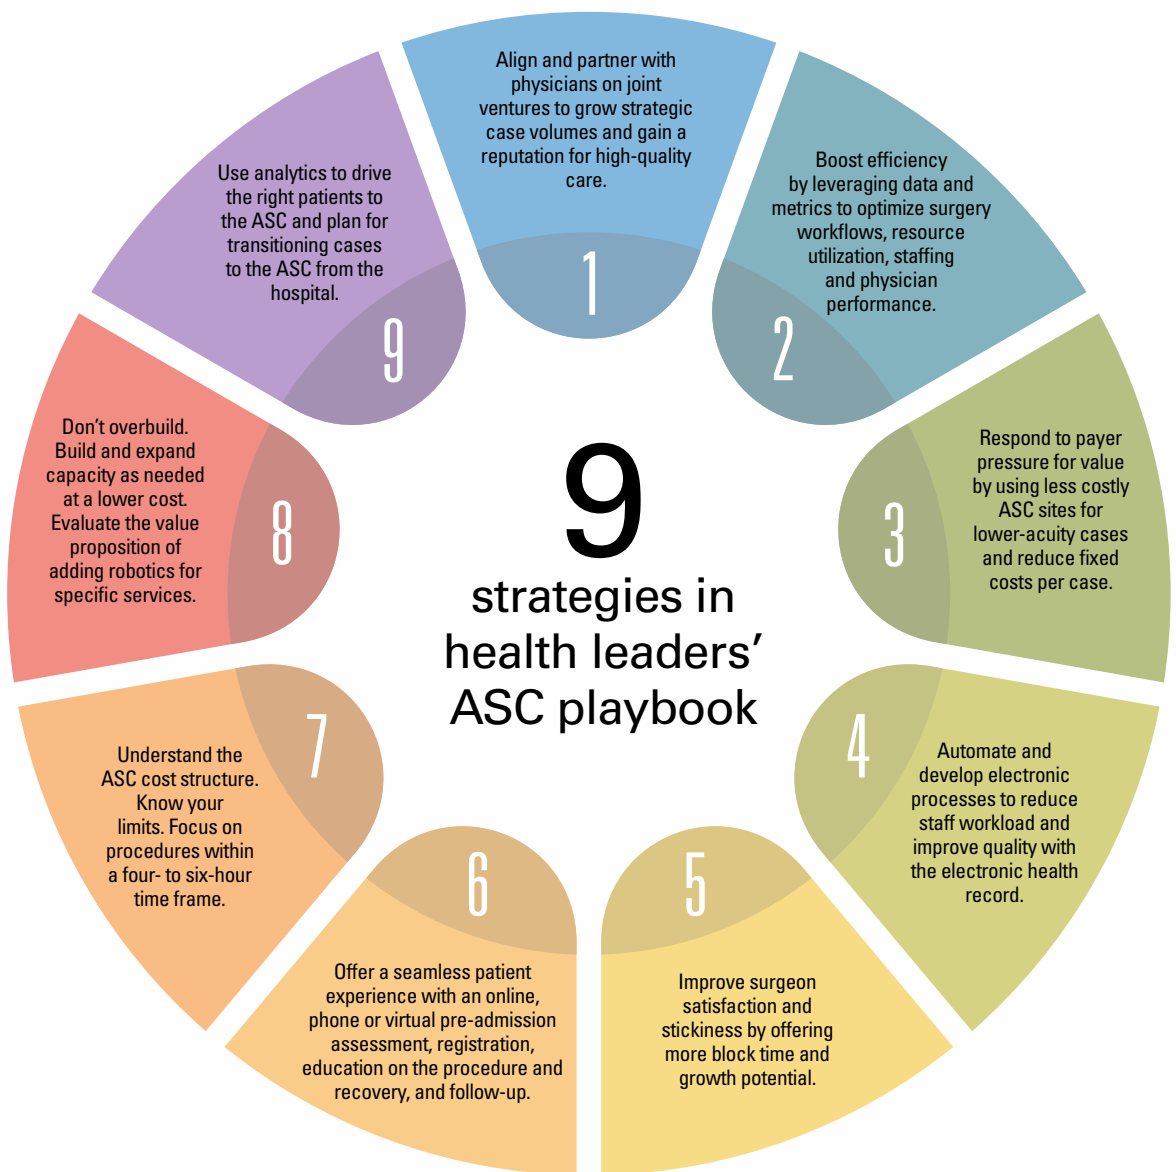 Align and partner with
physicians on joint
ventures to grow strategic
case volumes and gain a
reputation for high-quality
care.
1
Boost efficiency
by leveraging data and
metrics to optimize surgery
workflows, resource
utilization, staffing
and physician
performance.
2
Respond to payer
pressure for value
by using less costly
ASC sites for
lower-acuity cases
and reduce fixed
costs per case.
3
Automate and
develop electronic
processes to reduce
staff workload and
improve quality with
the electronic health
record.
4
Improve surgeon
satisfaction and
stickiness by offering
more block time and
growth potential.
5
Offer a seamless patient
experience with an online,
phone or virtual pre-admission
assessment, registration,
education on the procedure and
recovery, and follow-up.
6
Understand the
ASC cost structure.
Know your
limits. Focus on
procedures within
a four- to six-hour
time frame.
7
Don’t overbuild.
Build and expand
capacity as needed
at a lower cost.
Evaluate the value
proposition of
adding robotics for
specific services.
8
Use analytics to drive
the right patients to
the ASC and plan for
transitioning cases
to the ASC from the
hospital.
9
9
strategies in
health leaders’
ASC playbook